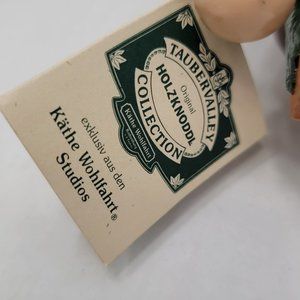 TAUBERVALLEY
Original
HOLZKNODDL
COLLECTION
Käthe Wohlfahrt
exklusiv aus den
Käthe Wohlfahrt®
Studios